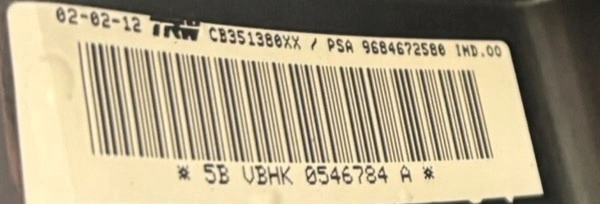 02-02-12 TRW CB351380XX / PSA 9684672580 IND.00
* 5B VBHK 0546784 A *